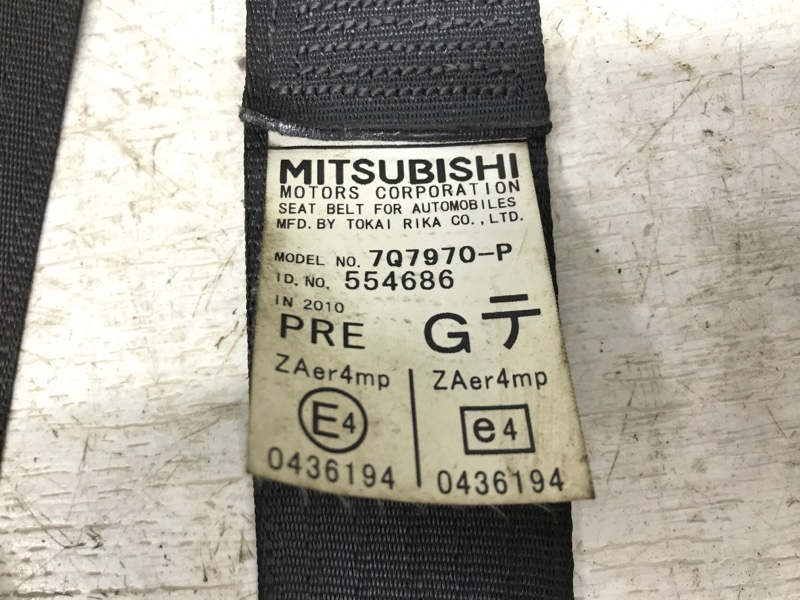 MITSUBISHI
MOTORS CORPORATION
SEAT BELT FOR AUTOMOBILES
MFD. BY TOKAI RIKA CO., LTD.
MODEL NO. 7Q7970-P
ID. NO. 554686
IN 2010
PRE G テ
ZAer4mp ZAer4mp
E4 e4
0436194 0436194